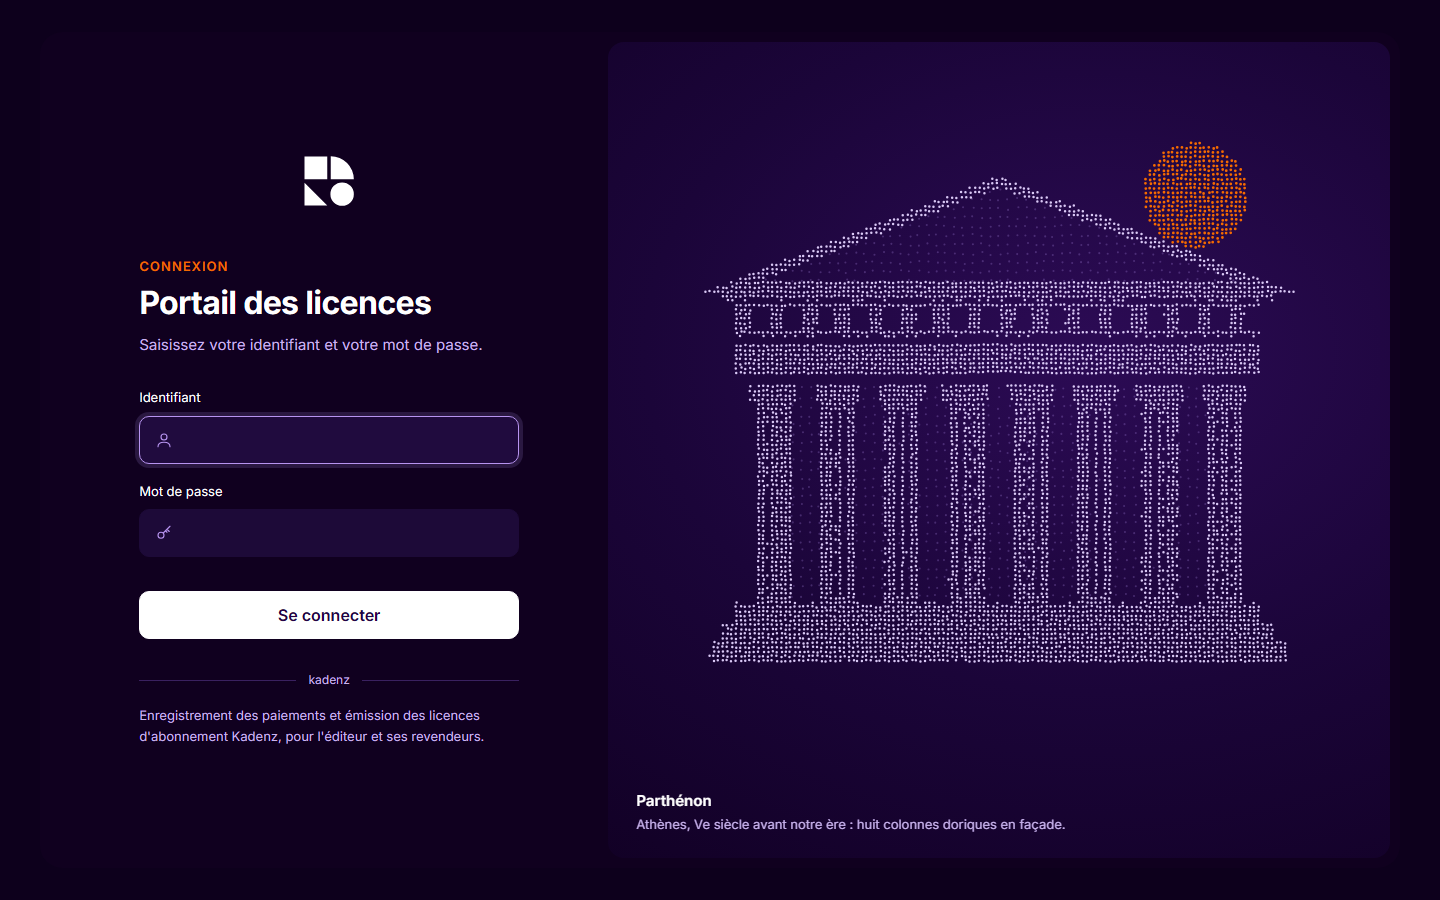 CONNEXION
Portail des licences
Saisissez votre identifiant et votre mot de passe.
Identifiant
Mot de passe
Se connecter
kadenz
Enregistrement des paiements et émission des licences
d'abonnement Kadenz, pour l'éditeur et ses revendeurs.
Parthénon
Athènes, Ve siècle avant notre ère : huit colonnes doriques en façade.